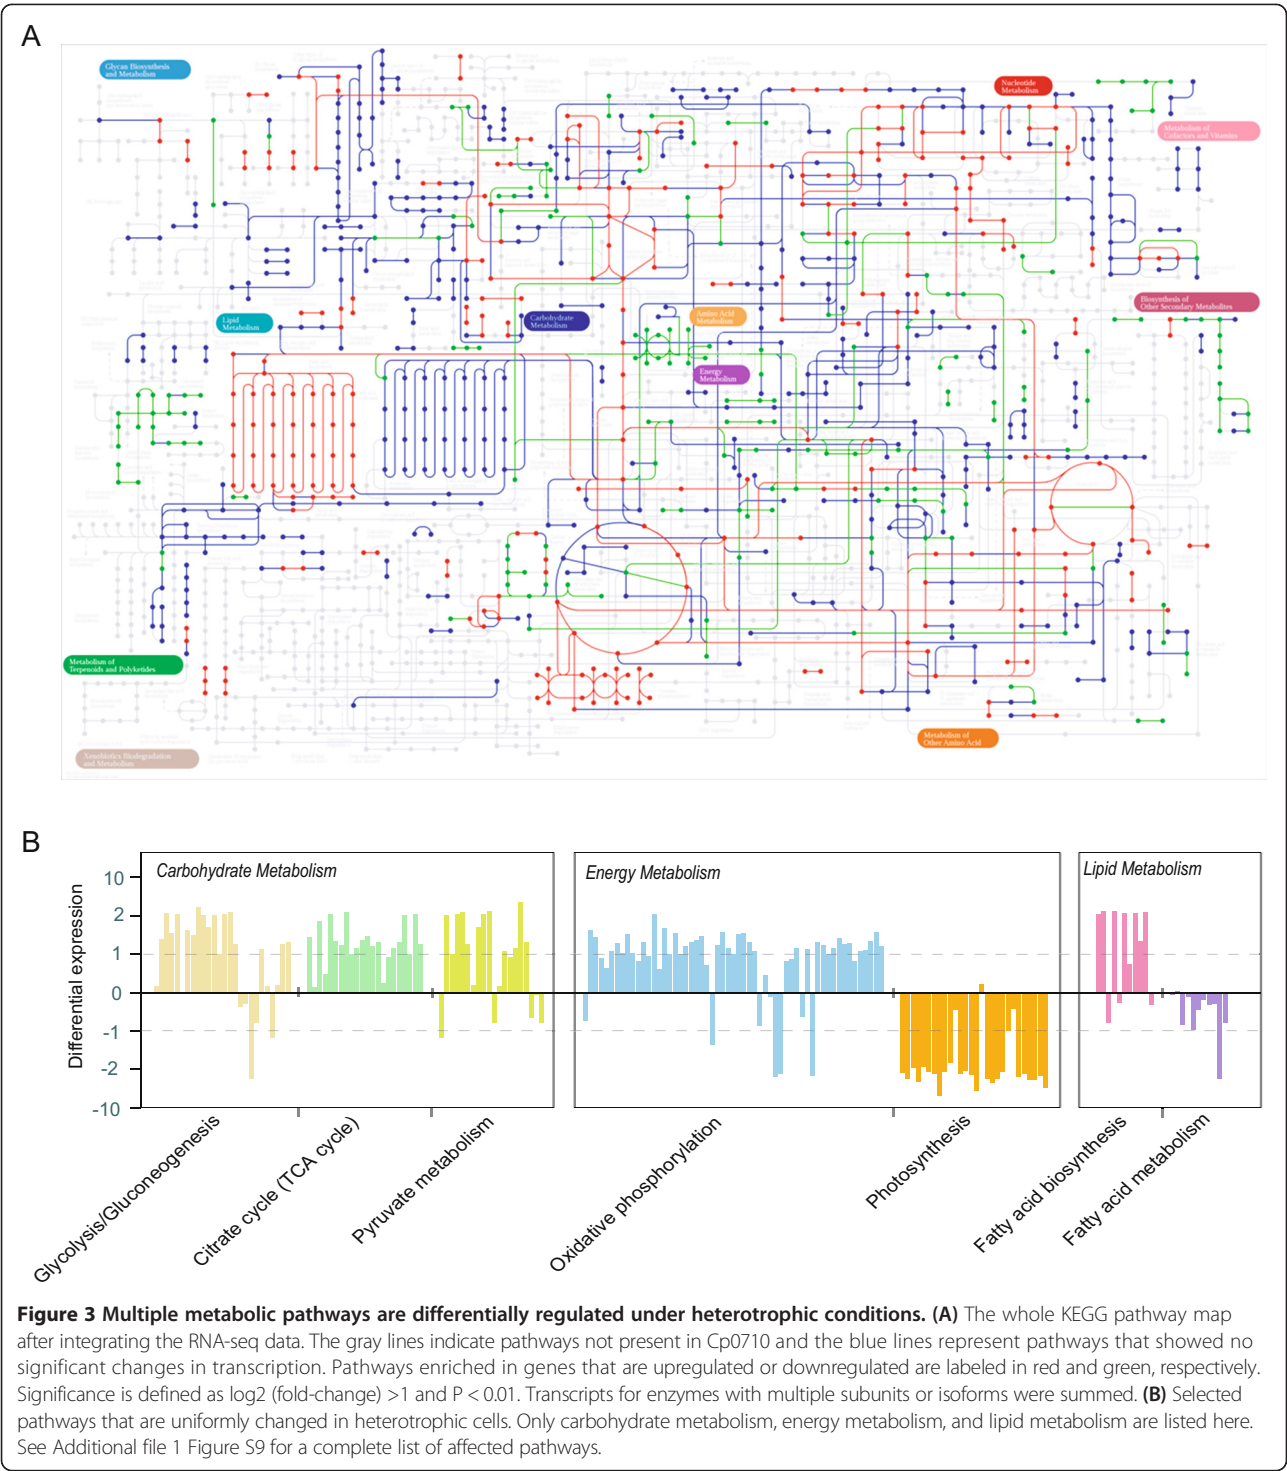 A
Glycan Biosynthesis
and Metabolism
Nucleotide
Metabolism
Metabolism of
Cofactors and Vitamins
Biosynthesis of
Other Secondary Metabolites
Lipid
Metabolism
Carbohydrate
Metabolism
Amino Acid
Metabolism
Energy
Metabolism
Metabolism of
Terpenoids and Polyketides
Metabolism of
Other Amino Acid
Xenobiotics Biodegradation
and Metabolism
B
Differential expression
10
2
1
0
-1
-2
-10
Carbohydrate Metabolism
Energy Metabolism
Lipid Metabolism
Glycolysis/Gluconeogenesis
Citrate cycle (TCA cycle)
Pyruvate metabolism
Oxidative phosphorylation
Photosynthesis
Fatty acid biosynthesis
Fatty acid metabolism
Figure 3 Multiple metabolic pathways are differentially regulated under heterotrophic conditions. (A) The whole KEGG pathway map
after integrating the RNA-seq data. The gray lines indicate pathways not present in Cp0710 and the blue lines represent pathways that showed no
significant changes in transcription. Pathways enriched in genes that are upregulated or downregulated are labeled in red and green, respectively.
Significance is defined as log2 (fold-change) >1 and P < 0.01. Transcripts for enzymes with multiple subunits or isoforms were summed. (B) Selected
pathways that are uniformly changed in heterotrophic cells. Only carbohydrate metabolism, energy metabolism, and lipid metabolism are listed here.
See Additional file 1 Figure S9 for a complete list of affected pathways.